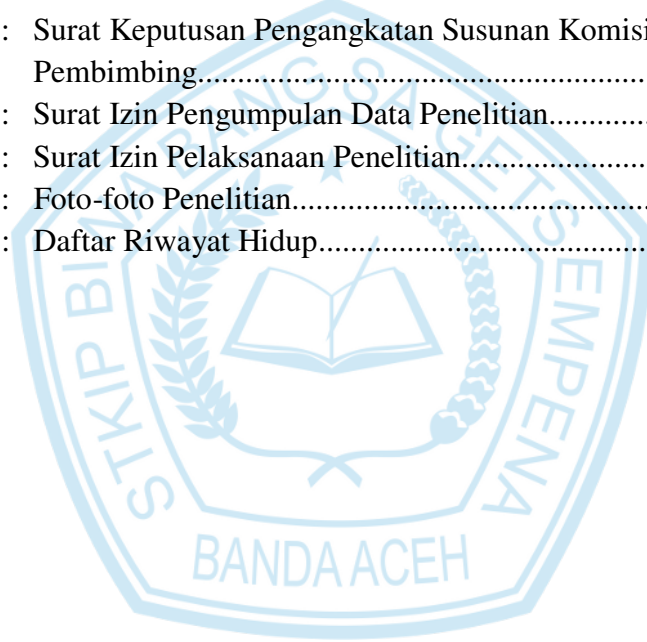 : Surat Keputusan Pengangkatan Susunan Komisi
Pembimbing...............................................
: Surat Izin Pengumpulan Data Penelitian............
: Surat Izin Pelaksanaan Penelitian.......................
: Foto-foto Penelitian............................................
: Daftar Riwayat Hidup.........................................
STKIP BINA BANGSA GETSEMPENA
BANDA ACEH